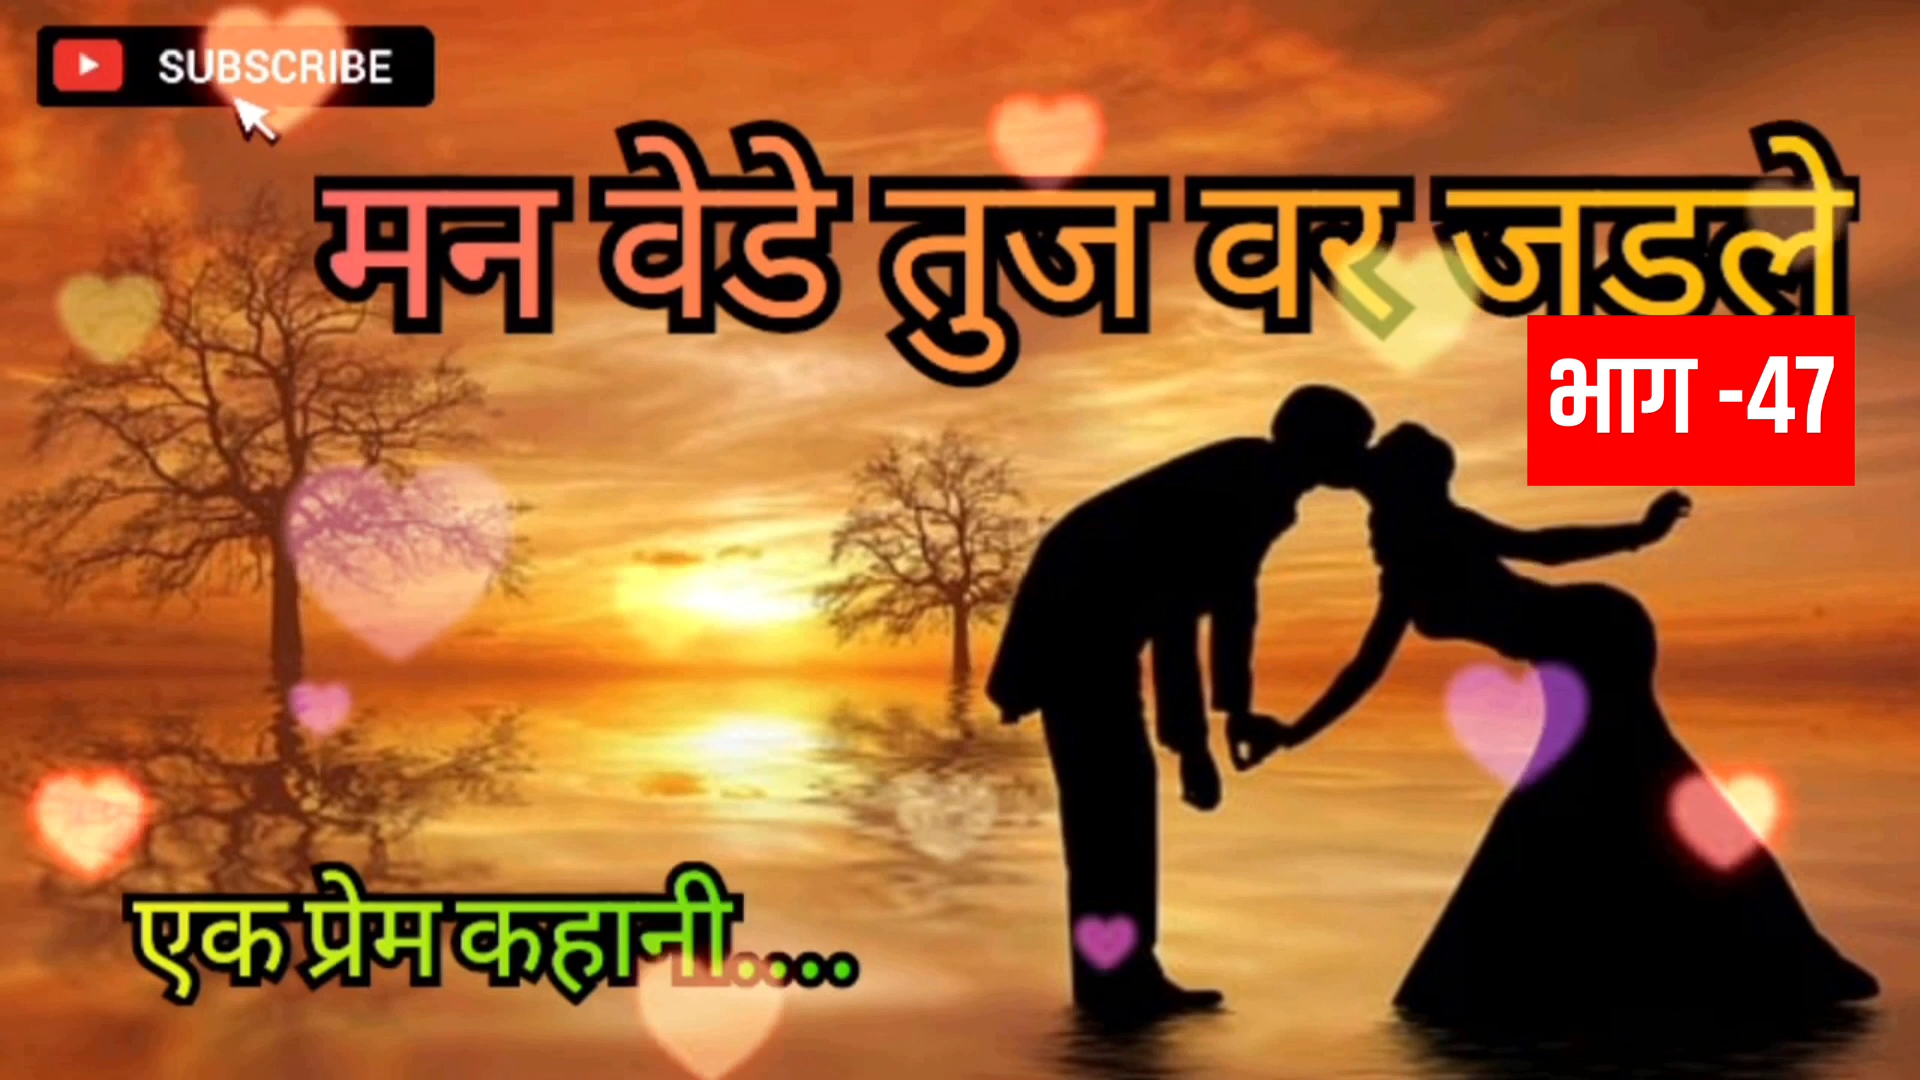 SUBSCRIBE
मन वेडे तुज वर जडले
भाग -47
एक प्रेम कहानी....